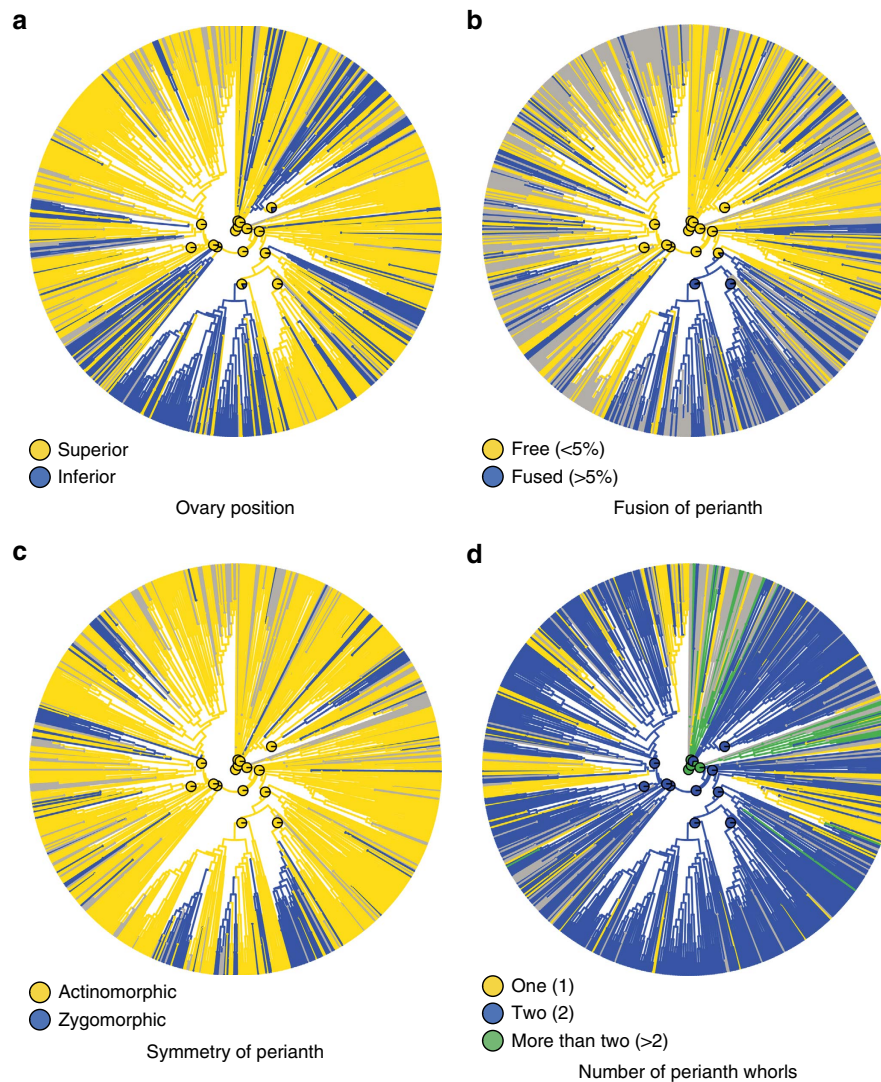 a
b
Superior
Inferior
Ovary position
Free (<5%)
Fused (>5%)
Fusion of perianth
c
d
Actinomorphic
Zygomorphic
Symmetry of perianth
One (1)
Two (2)
More than two (>2)
Number of perianth whorls